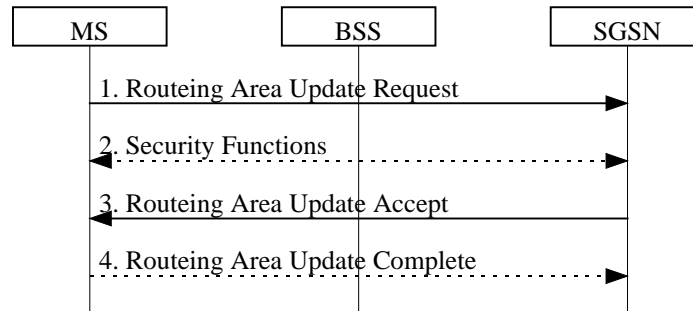 MS BSS SGSN
1. Routeing Area Update Request
2. Security Functions
3. Routeing Area Update Accept
4. Routeing Area Update Complete